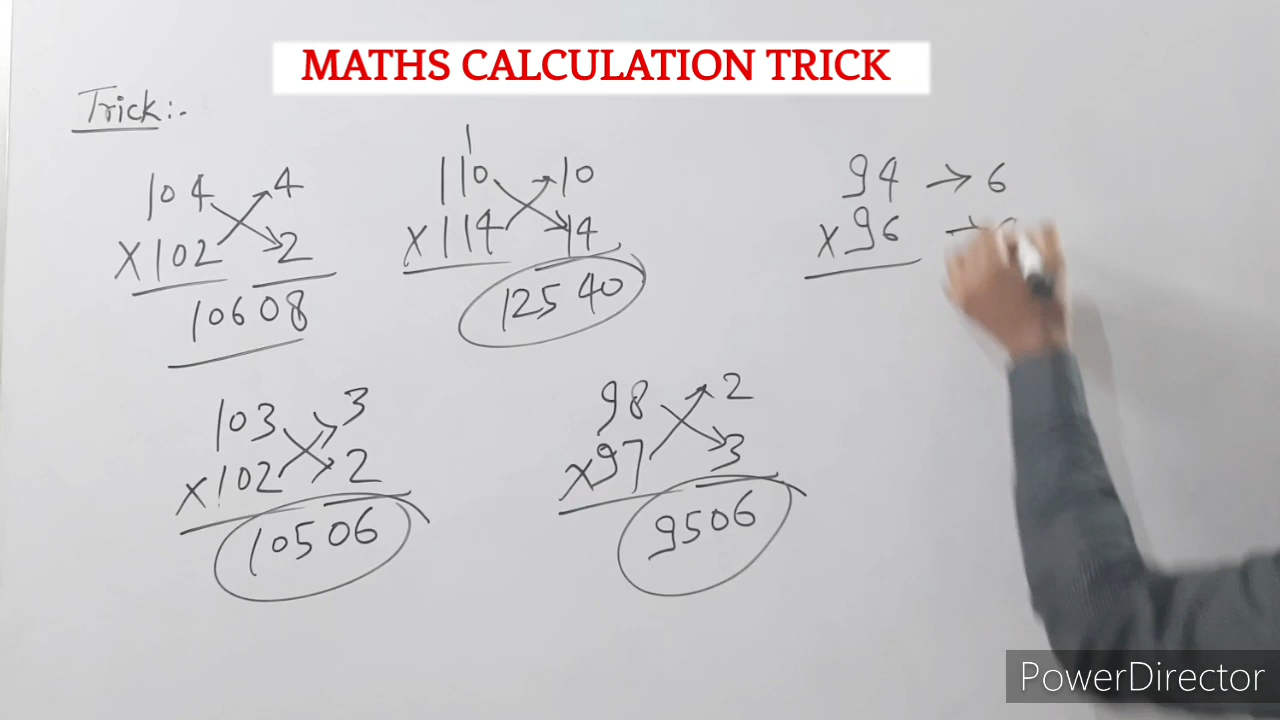 MATHS CALCULATION TRICK
Trick:-
104 4
x102 2
10608
1
110 10
x114 14
12540
94 → 6
x96 →
103 3
x102 2
10506
98 2
x97 3
9506
PowerDirector